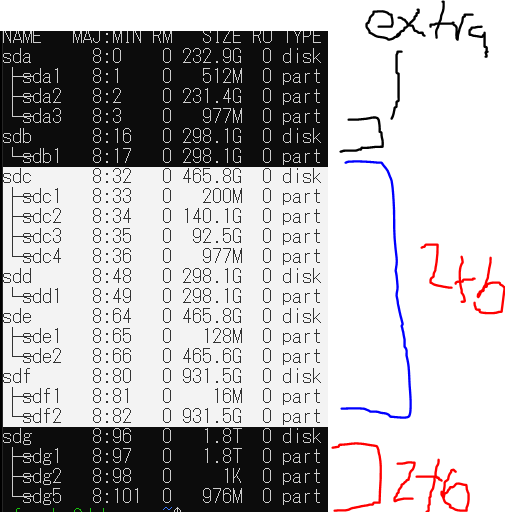 extra
NAME MAJ:MIN RM SIZE RO TYPE
sda 8:0 0 232.9G 0 disk
├─sda1 8:1 0 512M 0 part
├─sda2 8:2 0 231.4G 0 part
└─sda3 8:3 0 977M 0 part
sdb 8:16 0 298.1G 0 disk
└─sdb1 8:17 0 298.1G 0 part
sdc 8:32 0 465.8G 0 disk
├─sdc1 8:33 0 200M 0 part
├─sdc2 8:34 0 140.1G 0 part
├─sdc3 8:35 0 92.5G 0 part
└─sdc4 8:36 0 977M 0 part
sdd 8:48 0 298.1G 0 disk
└─sdd1 8:49 0 298.1G 0 part
2tb
sde 8:64 0 465.8G 0 disk
├─sde1 8:65 0 128M 0 part
└─sde2 8:66 0 465.6G 0 part
sdf 8:80 0 931.5G 0 disk
├─sdf1 8:81 0 16M 0 part
└─sdf2 8:82 0 931.5G 0 part
sdg 8:96 0 1.8T 0 disk
├─sdg1 8:97 0 1.8T 0 part
├─sdg2 8:98 0 1K 0 part
└─sdg5 8:101 0 976M 0 part
2tb